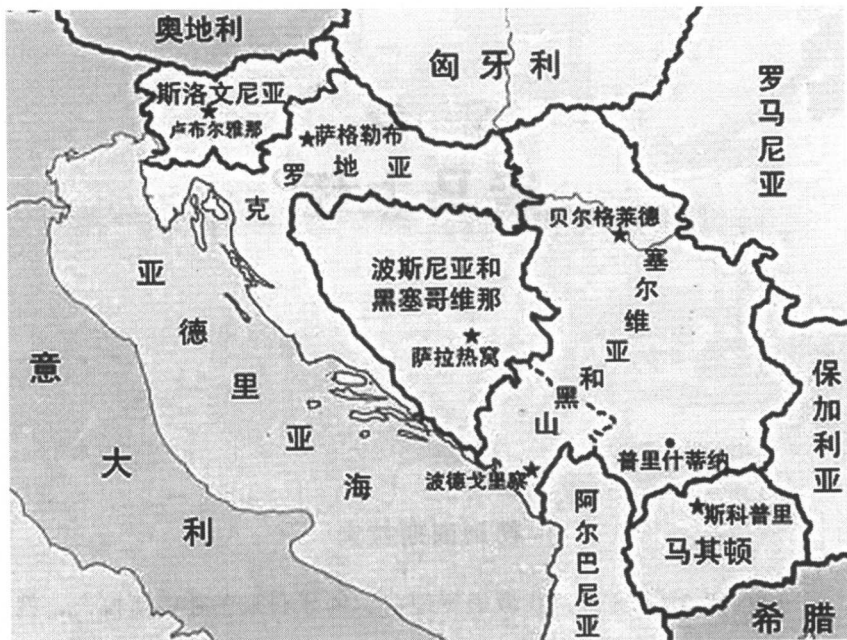 奥地利
匈牙利
罗马尼亚
斯洛文尼亚
卢布尔雅那
萨格勒布
克罗地亚
贝尔格莱德
塞尔维亚和黑山
波斯尼亚和
黑塞哥维那
萨拉热窝
亚德里亚海
意大利
保加利亚
普里什蒂纳
波德戈里察
阿尔巴尼亚
斯科普里
马其顿
希腊